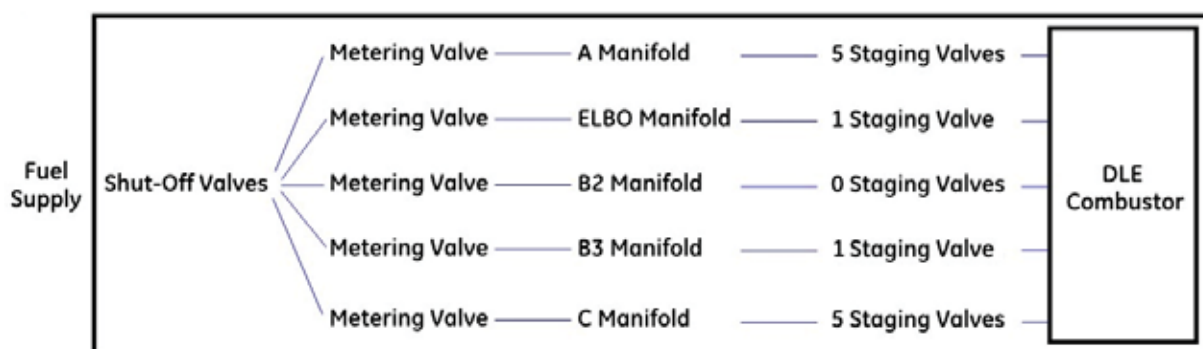 Metering Valve A Manifold 5 Staging Valves
Metering Valve ELBO Manifold 1 Staging Valve
Fuel Supply
Shut-Off Valves
Metering Valve B2 Manifold 0 Staging Valves
DLE Combustor
Metering Valve B3 Manifold 1 Staging Valve
Metering Valve C Manifold 5 Staging Valves